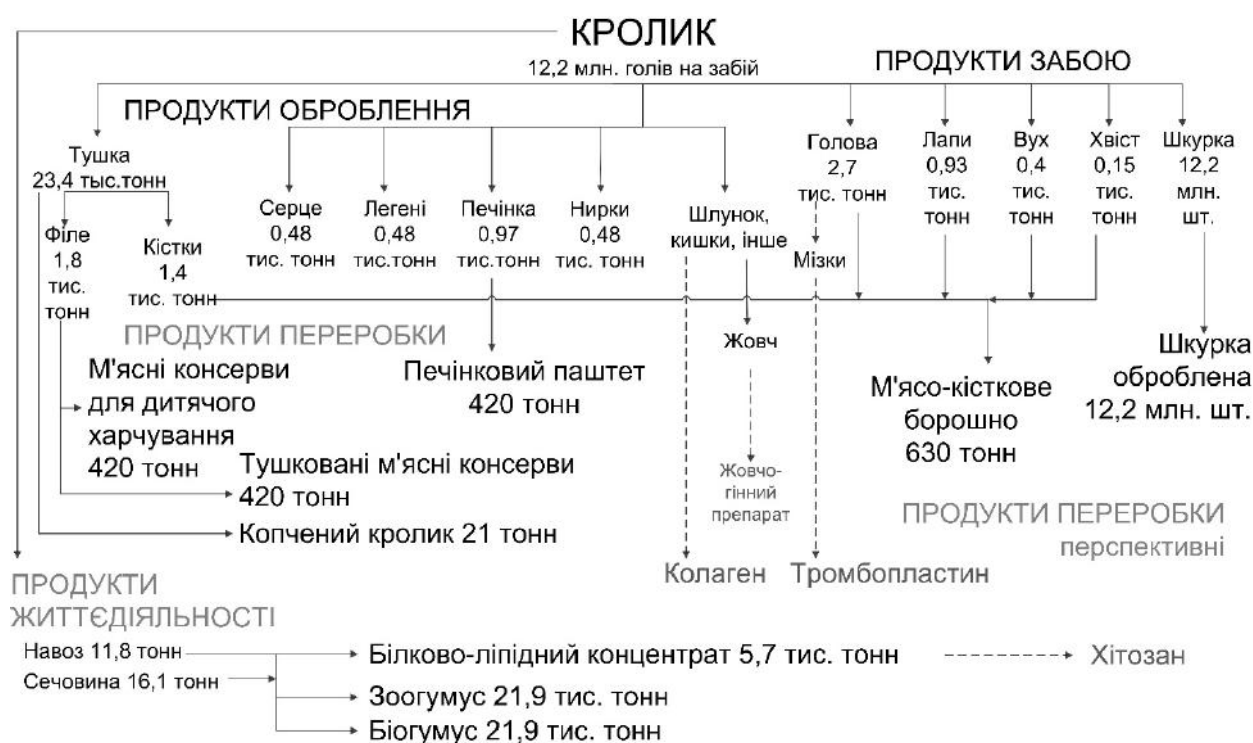 КРОЛИК
12,2 млн. голів на забій
ПРОДУКТИ ЗАБОЮ
ПРОДУКТИ ОБРОБЛЕННЯ
Тушка
23,4 тыс.тонн
Філе
1,8
тис.
тонн
Кістки
1,4
тис. тонн
Серце
0,48
тис. тонн
Легені
0,48
тис.тонн
Печінка
0,97
тис.тонн
Нирки
0,48
тис. тонн
Шлунок,
кишки, інше
Голова
2,7
тис. тонн
Мізки
Лапи
0,93
тис.
тонн
Вух
0,4
тис.
тонн
Хвіст
0,15
тис.
тонн
Шкурка
12,2
млн.
шт.
ПРОДУКТИ ПЕРЕРОБКИ
М'ясні консерви
для дитячого
харчування
420 тонн
Тушковані м'ясні консерви
420 тонн
Копчений кролик 21 тонн
Печінковий паштет
420 тонн
Жовч
Жовчо-
гінний
препарат
М'ясо-кісткове
борошно
630 тонн
Шкурка
оброблена
12,2 млн. шт.
ПРОДУКТИ ПЕРЕРОБКИ
перспективні
Колаген
Тромбопластин
ПРОДУКТИ
ЖИТТЄДІЯЛЬНОСТІ
Навоз 11,8 тонн
Сечовина 16,1 тонн
Білково-ліпідний концентрат 5,7 тис. тонн
Хітозан
Зоогумус 21,9 тис. тонн
Біогумус 21,9 тис. тонн